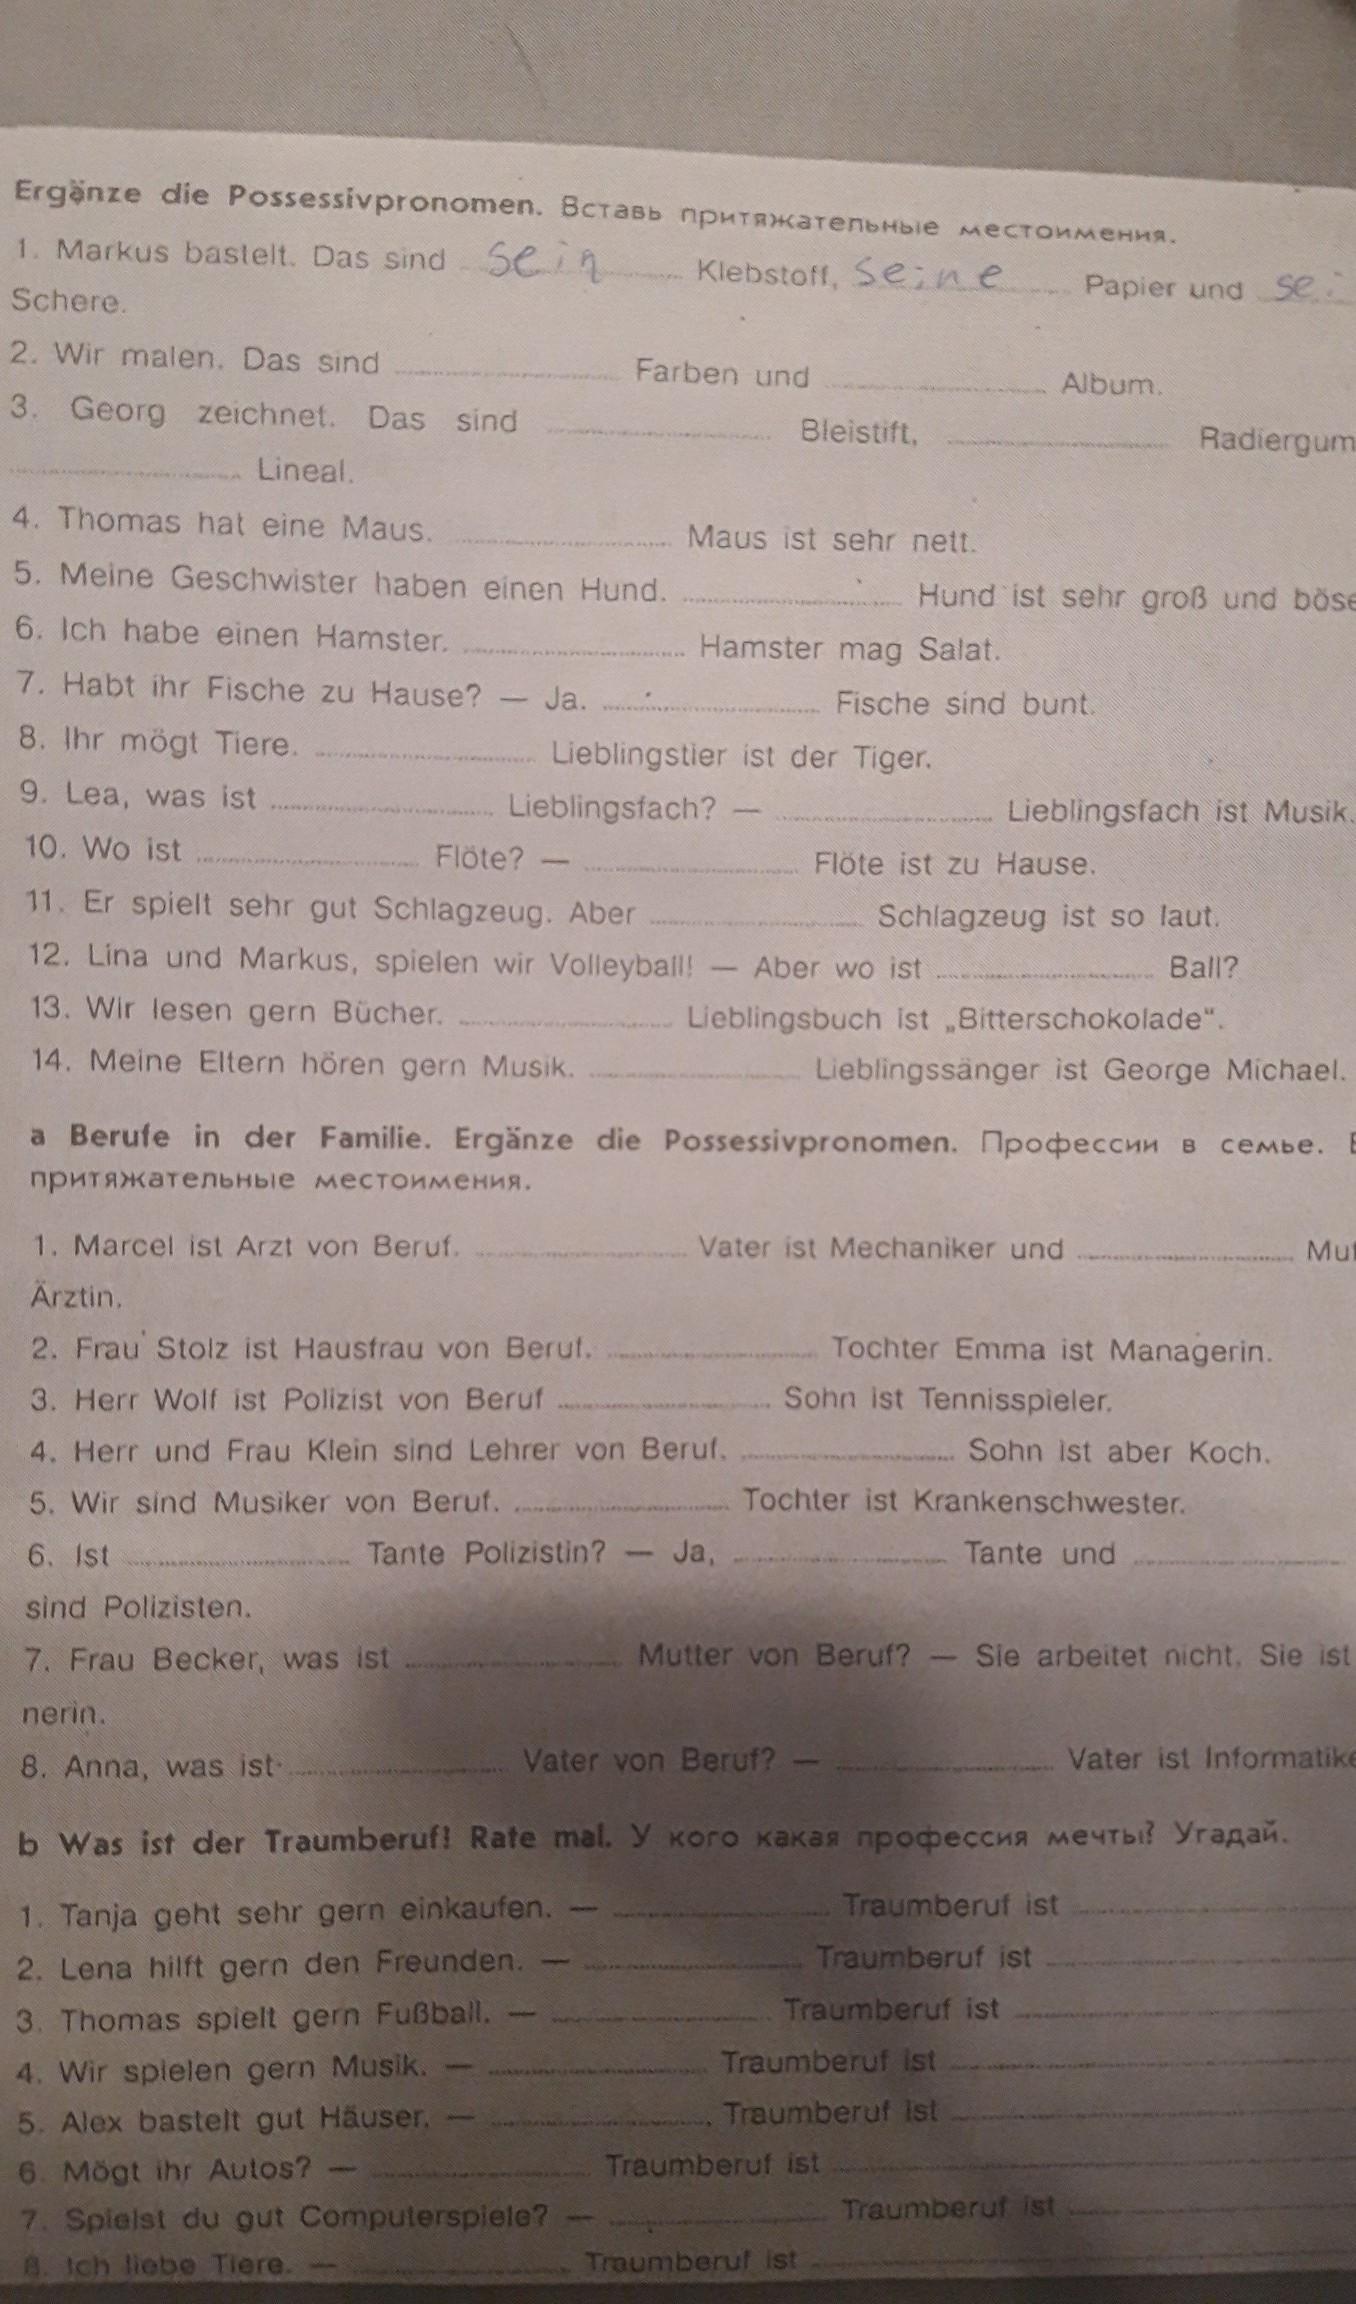 Ergänze die Possessivpronomen. Вставь притяжательные местоимения.
1. Markus bastelt. Das sind sein Klebstoff, seine Papier und sei
Schere.
2. Wir malen. Das sind ........ Farben und ........ Album.
3. Georg zeichnet. Das sind ........ Bleistift, ........ Radiergum
........ Lineal.
4. Thomas hat eine Maus. ........ Maus ist sehr nett.
5. Meine Geschwister haben einen Hund. ........ Hund ist sehr groß und böse
6. Ich habe einen Hamster. ........ Hamster mag Salat.
7. Habt ihr Fische zu Hause? — Ja. ........ Fische sind bunt.
8. Ihr mögt Tiere. ........ Lieblingstier ist der Tiger.
9. Lea, was ist ........ Lieblingsfach? — ........ Lieblingsfach ist Musik.
10. Wo ist ........ Flöte? — ........ Flöte ist zu Hause.
11. Er spielt sehr gut Schlagzeug. Aber ........ Schlagzeug ist so laut.
12. Lina und Markus, spielen wir Volleyball! — Aber wo ist ........ Ball?
13. Wir lesen gern Bücher. ........ Lieblingsbuch ist „Bitterschokolade“.
14. Meine Eltern hören gern Musik. ........ Lieblingssänger ist George Michael.
a Berufe in der Familie. Ergänze die Possessivpronomen. Профессии в семье.
притяжательные местоимения.
1. Marcel ist Arzt von Beruf. ........ Vater ist Mechaniker und ........ Mut
Ärztin.
2. Frau Stolz ist Hausfrau von Beruf. ........ Tochter Emma ist Managerin.
3. Herr Wolf ist Polizist von Beruf ........ Sohn ist Tennisspieler.
4. Herr und Frau Klein sind Lehrer von Beruf. ........ Sohn ist aber Koch.
5. Wir sind Musiker von Beruf. ........ Tochter ist Krankenschwester.
6. Ist ........ Tante Polizistin? — Ja, ........ Tante und ........
sind Polizisten.
7. Frau Becker, was ist ........ Mutter von Beruf? — Sie arbeitet nicht. Sie ist
nerin.
8. Anna, was ist ........ Vater von Beruf? — ........ Vater ist Informatike
b Was ist der Traumberuf! Rate mal. У кого какая профессия мечты? Угадай.
1. Tanja geht sehr gern einkaufen. — ........ Traumberuf ist ........
2. Lena hilft gern den Freunden. — ........ Traumberuf ist ........
3. Thomas spielt gern Fußball. — ........ Traumberuf ist ........
4. Wir spielen gern Musik. — ........ Traumberuf ist ........
5. Alex bastelt gut Häuser. — ........ Traumberuf ist ........
6. Mögt ihr Autos? — ........ Traumberuf ist ........
7. Spielst du gut Computerspiele? — ........ Traumberuf ist ........
8. Ich liebe Tiere. — ........ Traumberuf ist ........